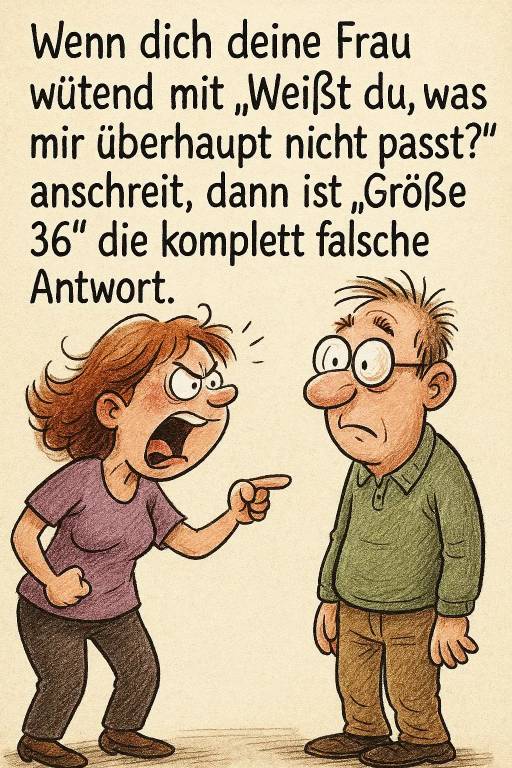 Wenn dich deine Frau
wütend mit „Weißt du, was
mir überhaupt nicht passt?“
anschreit, dann ist „Größe
36“ die komplett falsche
Antwort.